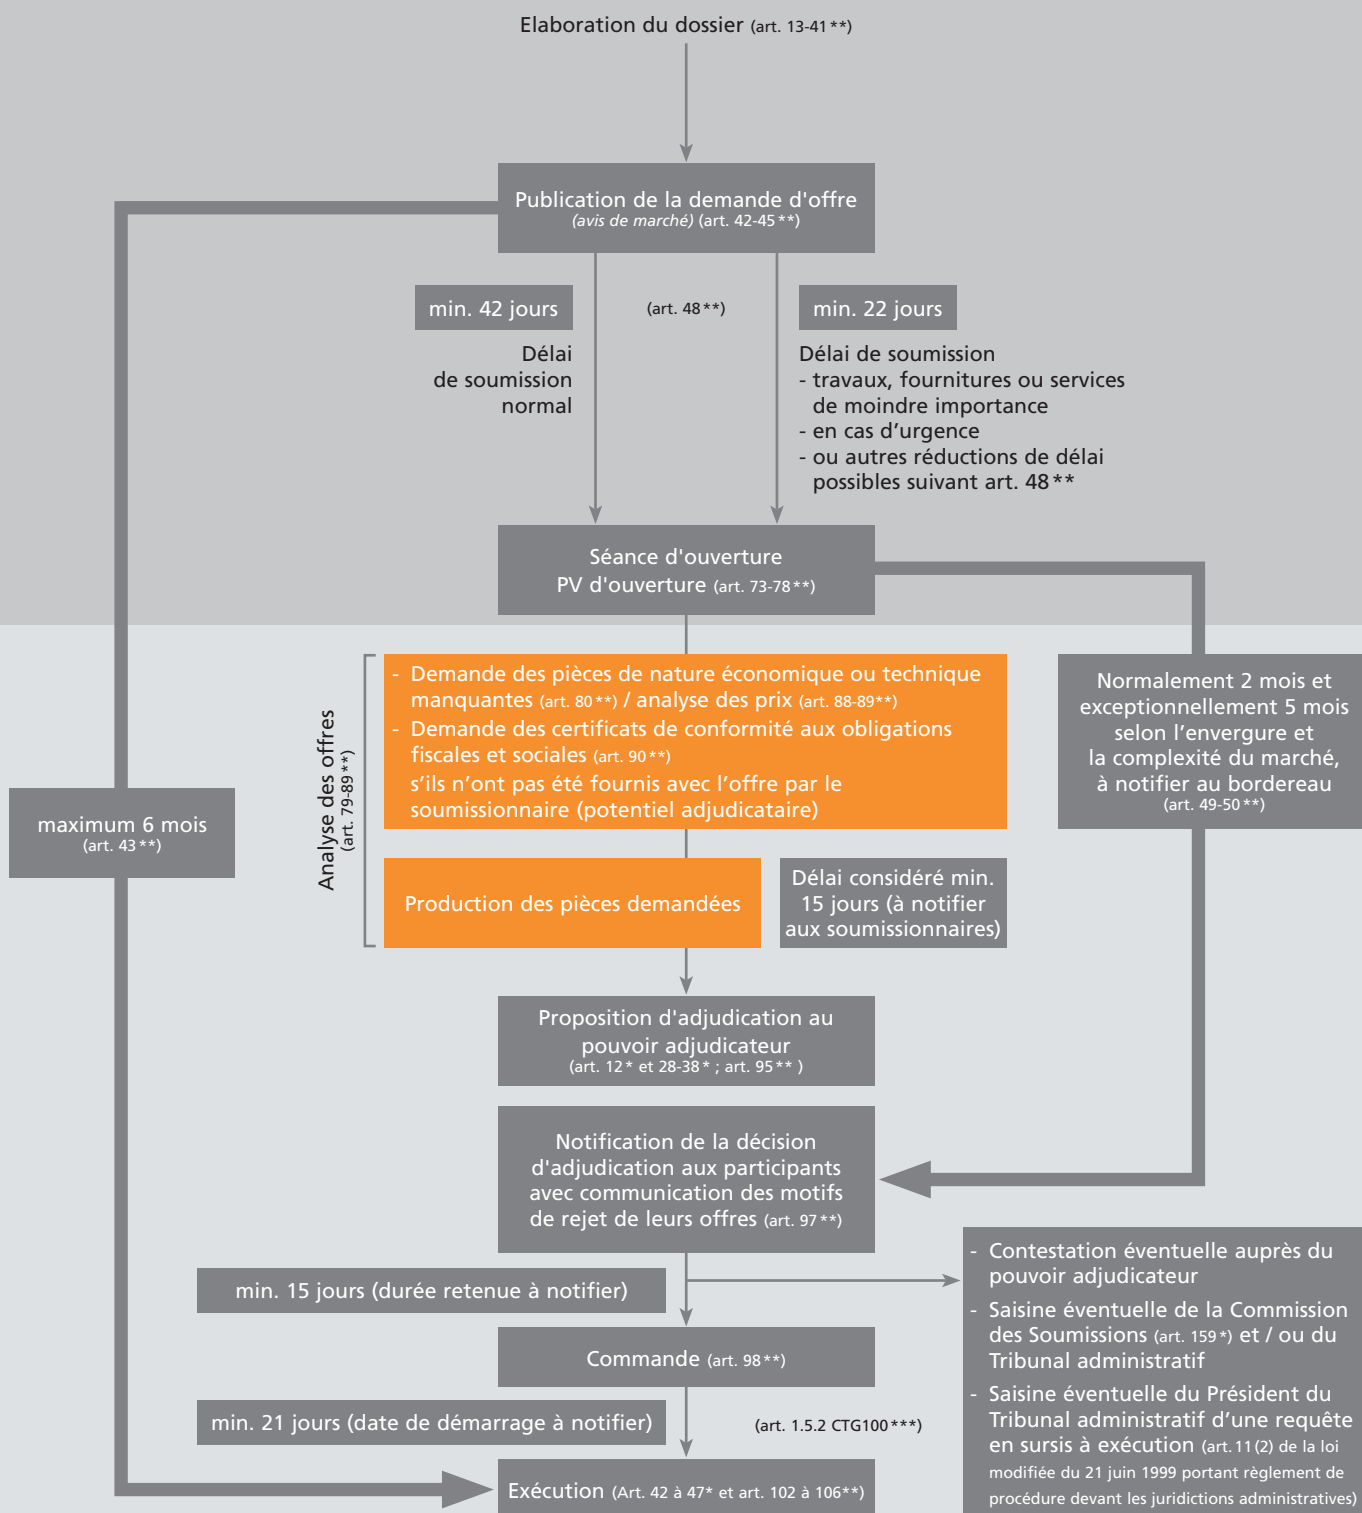 Elaboration du dossier (art. 13-41**)
Publication de la demande d'offre
(avis de marché) (art. 42-45**)
min. 42 jours
(art. 48**)
min. 22 jours
Délai
de soumission
normal
Délai de soumission
- travaux, fournitures ou services
de moindre importance
- en cas d’urgence
- ou autres réductions de délai
possibles suivant art. 48**
Séance d'ouverture
PV d'ouverture (art. 73-78**)
Analyse des offres
(art. 79-89**)
- Demande des pièces de nature économique ou technique
manquantes (art. 80**) / analyse des prix (art. 88-89**)
- Demande des certificats de conformité aux obligations
fiscales et sociales (art. 90**)
s’ils n’ont pas été fournis avec l’offre par le
soumissionnaire (potentiel adjudicataire)
Normalement 2 mois et
exceptionnellement 5 mois
selon l’envergure et
la complexité du marché,
à notifier au bordereau
(art. 49-50**)
maximum 6 mois
(art. 43**)
Production des pièces demandées
Délai considéré min.
15 jours (à notifier
aux soumissionnaires)
Proposition d'adjudication au
pouvoir adjudicateur
(art. 12* et 28-38* ; art. 95** )
Notification de la décision
d'adjudication aux participants
avec communication des motifs
de rejet de leurs offres (art. 97**)
min. 15 jours (durée retenue à notifier)
- Contestation éventuelle auprès du
pouvoir adjudicateur
- Saisine éventuelle de la Commission
des Soumissions (art. 159*) et / ou du
Tribunal administratif
- Saisine éventuelle du Président du
Tribunal administratif d’une requête
en sursis à exécution (art. 11(2) de la loi
modifiée du 21 juin 1999 portant règlement de
procédure devant les juridictions administratives)
Commande (art. 98**)
min. 21 jours (date de démarrage à notifier)
(art. 1.5.2 CTG100***)
Exécution (Art. 42 à 47* et art. 102 à 106**)